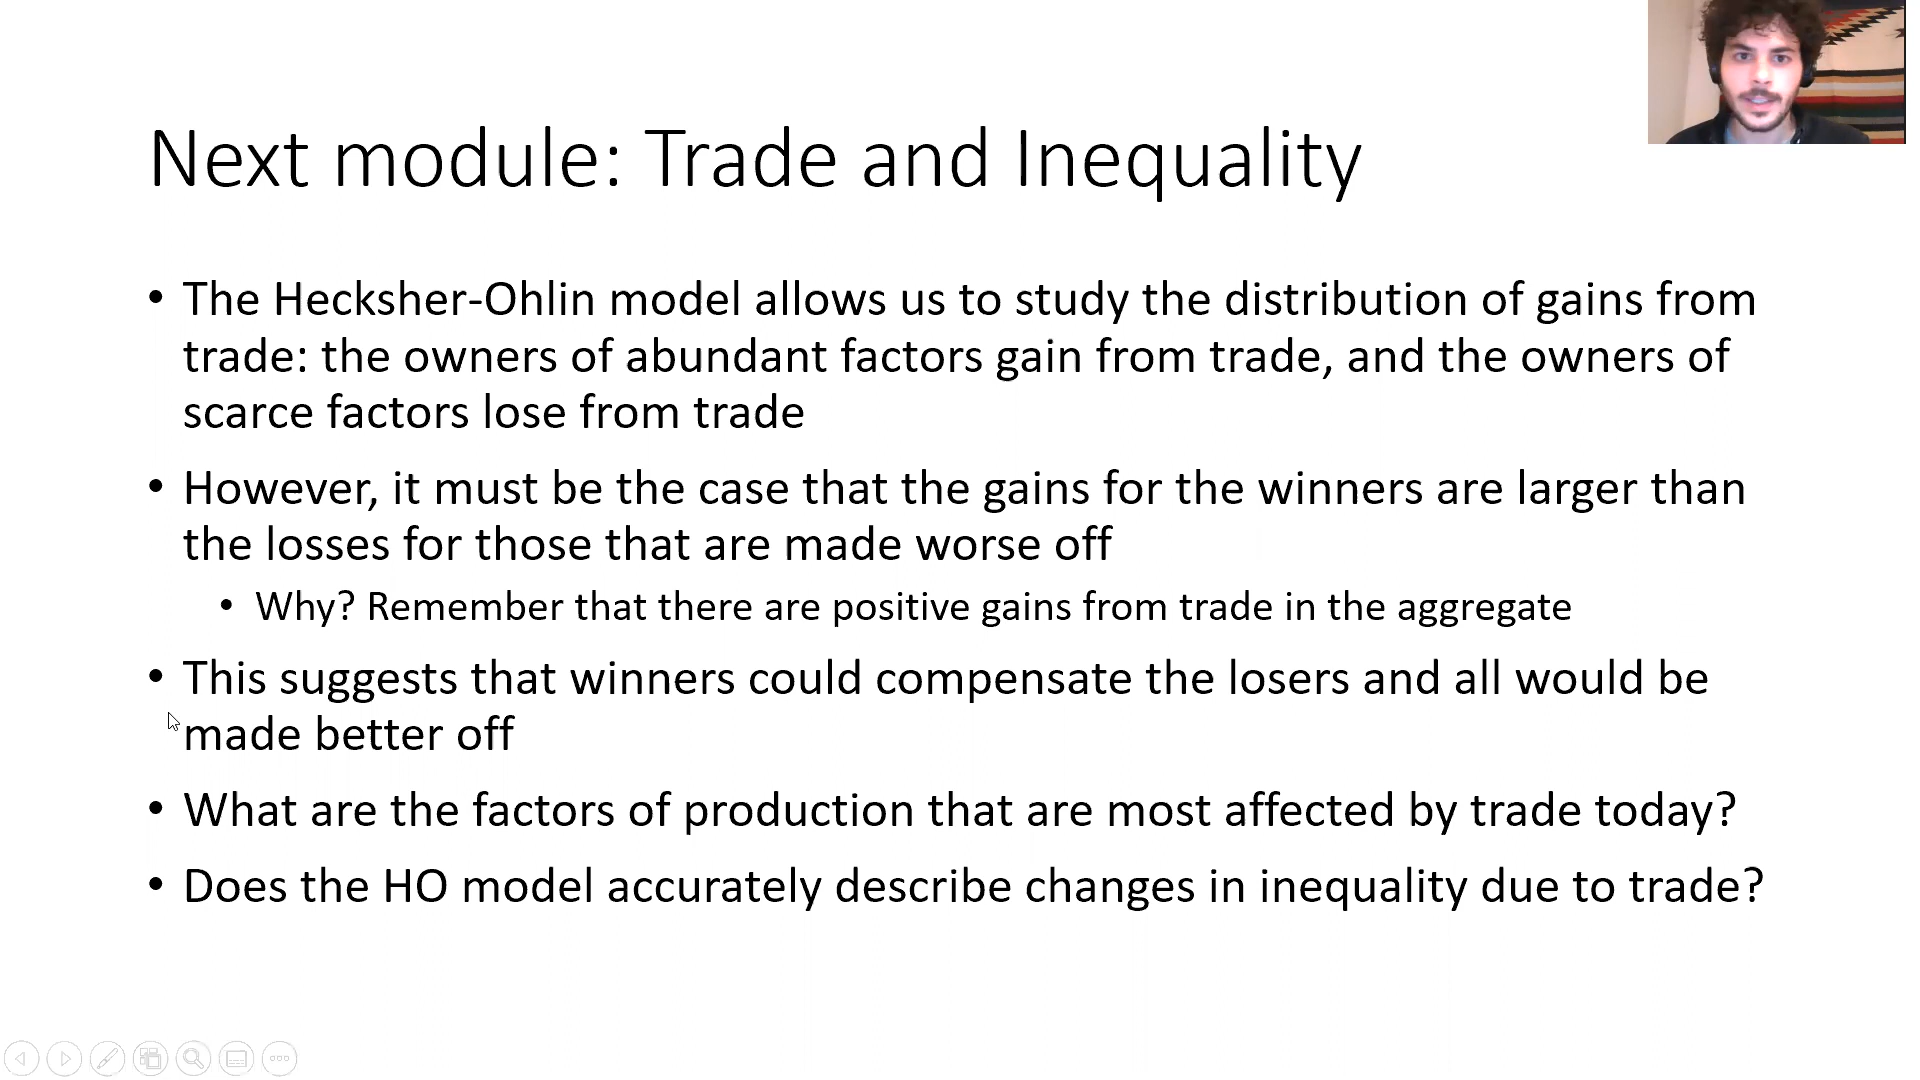 Next module: Trade and Inequality
• The Hecksher-Ohlin model allows us to study the distribution of gains from
trade: the owners of abundant factors gain from trade, and the owners of
scarce factors lose from trade
• However, it must be the case that the gains for the winners are larger than
the losses for those that are made worse off
• Why? Remember that there are positive gains from trade in the aggregate
• This suggests that winners could compensate the losers and all would be
made better off
• What are the factors of production that are most affected by trade today?
• Does the HO model accurately describe changes in inequality due to trade?